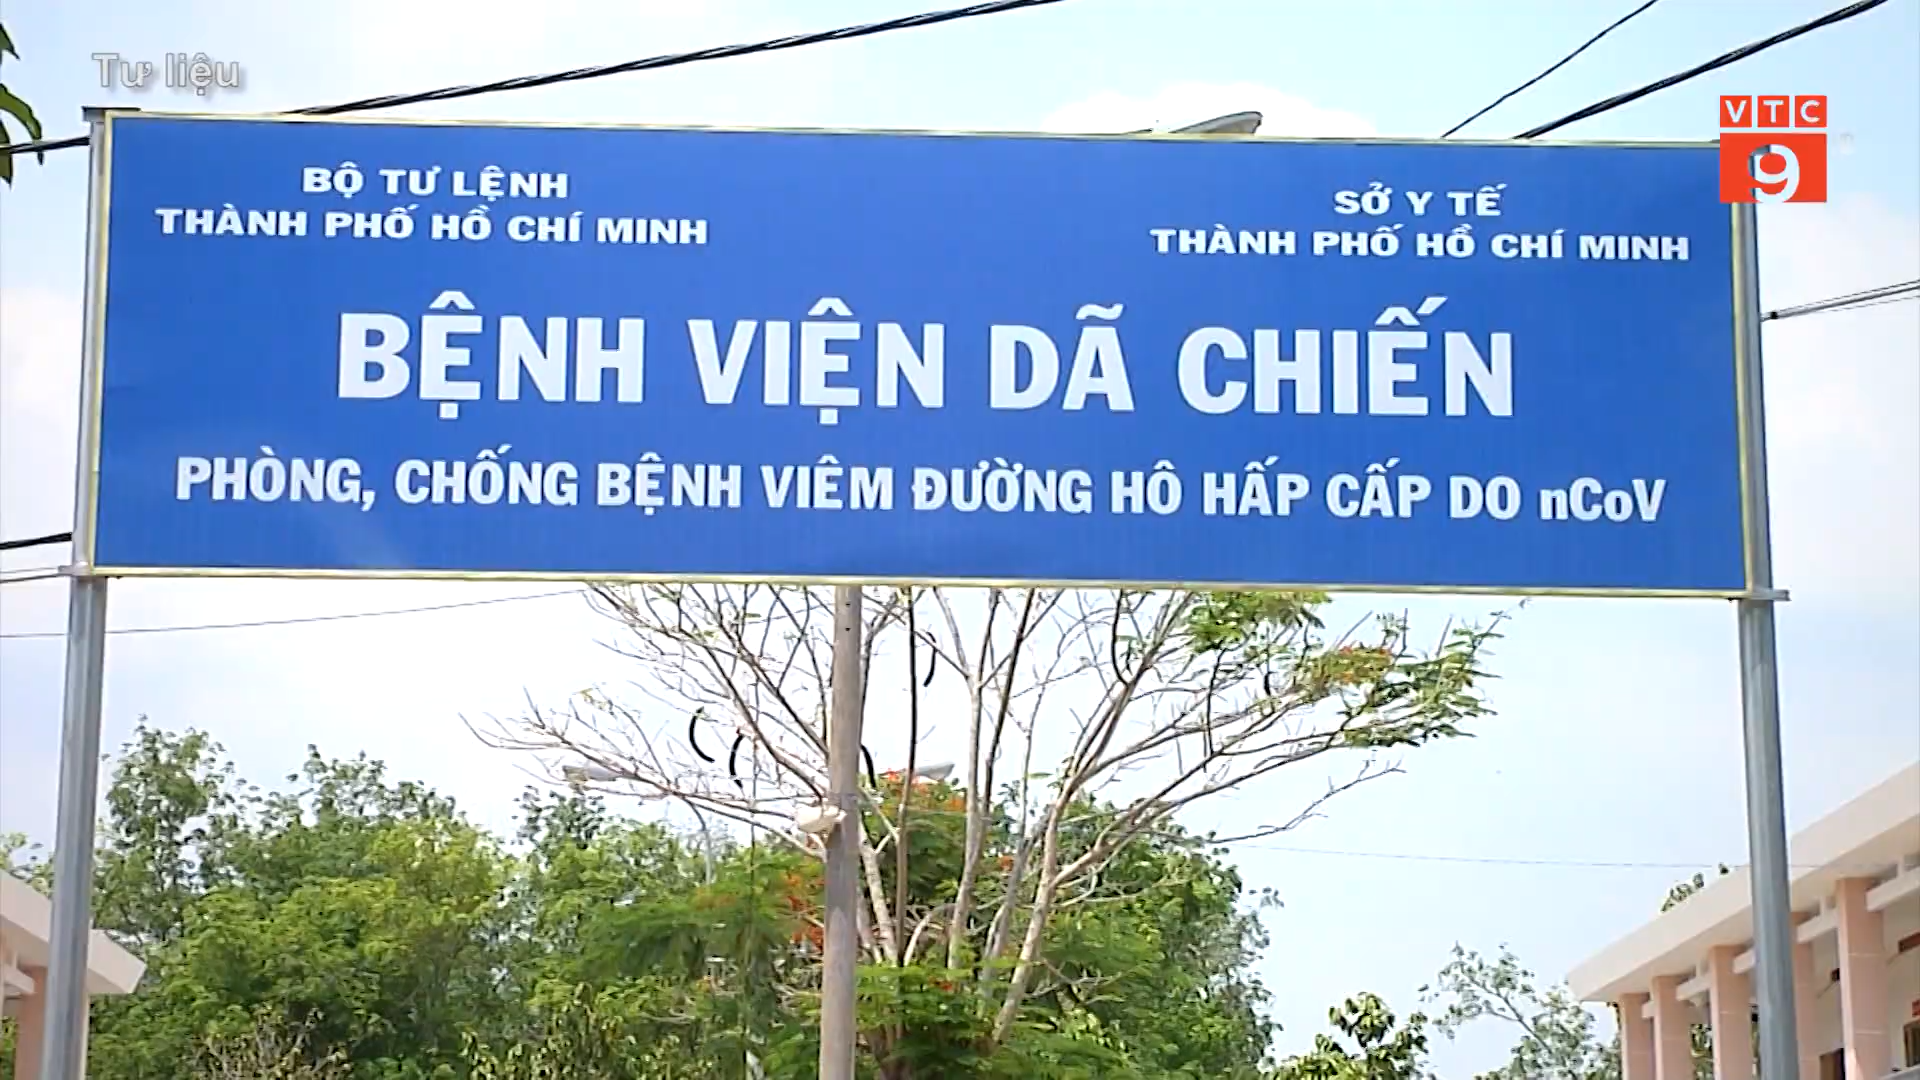 Tư liệu
VTC
9
BỘ TƯ LỆNH
THÀNH PHỐ HỒ CHÍ MINH
SỞ Y TẾ
THÀNH PHỐ HỒ CHÍ MINH
BỆNH VIỆN DÃ CHIẾN
PHÒNG, CHỐNG BỆNH VIÊM ĐƯỜNG HÔ HẤP CẤP DO nCoV